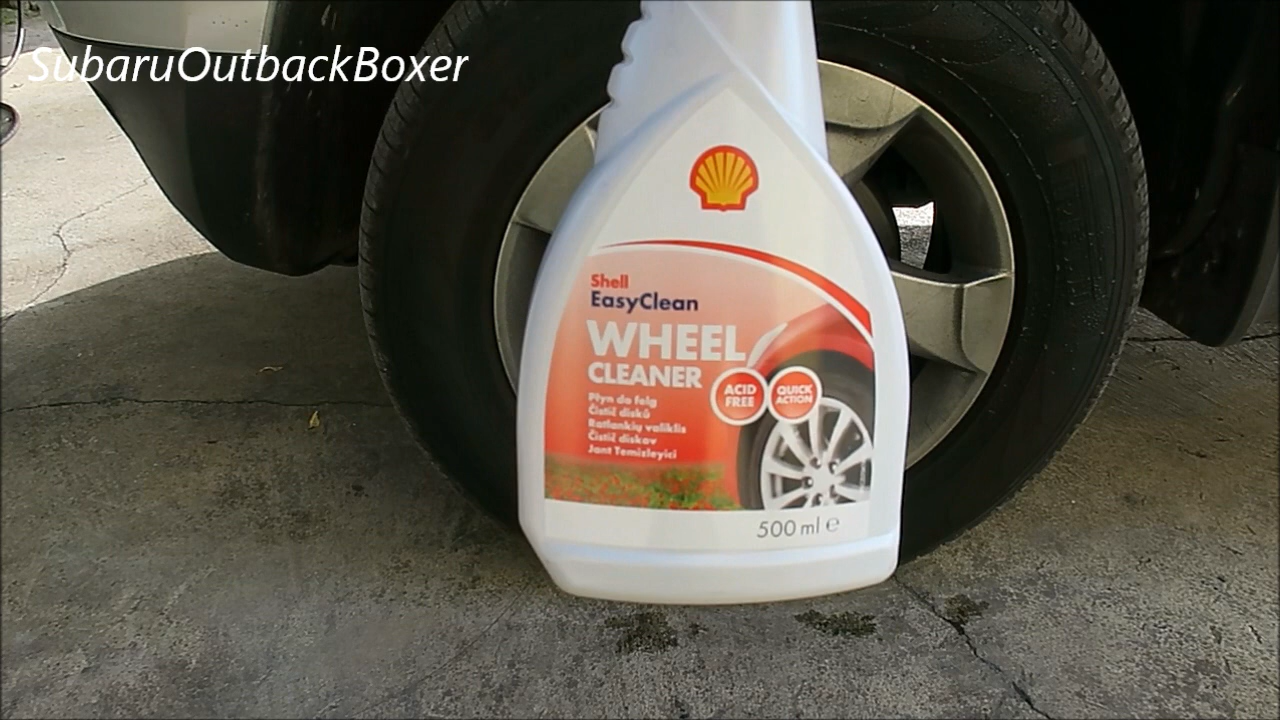 SubaruOutbackBoxer
Shell
EasyClean
WHEEL
CLEANER
ACID
FREE
QUICK
ACTION
Płyn do felg
Čistič disků
Ratlankių valiklis
Čistič diskov
Jant Temizleyici
500 ml ℮